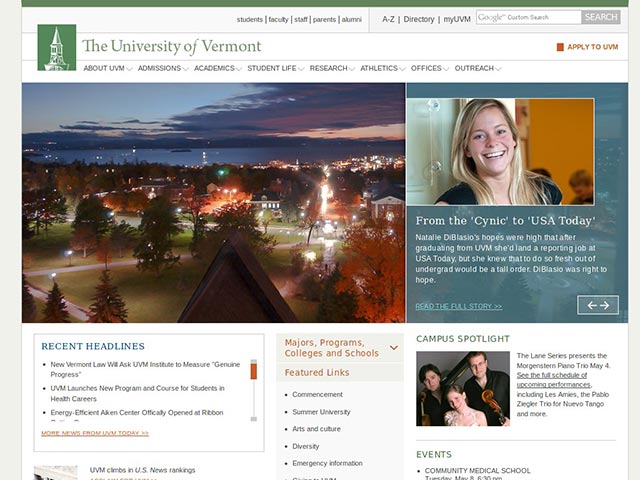 students | faculty | staff | parents | alumni
A-Z | Directory | myUVM
Google™ Custom Search
SEARCH
The University of Vermont
APPLY TO UVM
ABOUT UVM
ADMISSIONS
ACADEMICS
STUDENT LIFE
RESEARCH
ATHLETICS
OFFICES
OUTREACH
From the 'Cynic' to 'USA Today'
Natalie DiBlasio's hopes were high that after
graduating from UVM she'd land a reporting job at
USA Today, but she knew that to do so fresh out of
undergrad would be a tall order. DiBlasio was right to
hope.
READ THE FULL STORY >>
RECENT HEADLINES
New Vermont Law Will Ask UVM Institute to Measure "Genuine
Progress"
UVM Launches New Program and Course for Students in
Health Careers
Energy-Efficient Aiken Center Offically Opened at Ribbon
MORE NEWS FROM UVM TODAY >>
UVM climbs in U.S. News rankings
Majors, Programs,
Colleges and Schools
Featured Links
Commencement
Summer University
Arts and culture
Diversity
Emergency information
Giving to UVM
CAMPUS SPOTLIGHT
The Lane Series presents the
Morgenstern Piano Trio May 4.
See the full schedule of
upcoming performances,
including Les Amies, the Pablo
Ziegler Trio for Nuevo Tango
and more.
EVENTS
COMMUNITY MEDICAL SCHOOL
Tuesday, May 8, 6:30 pm